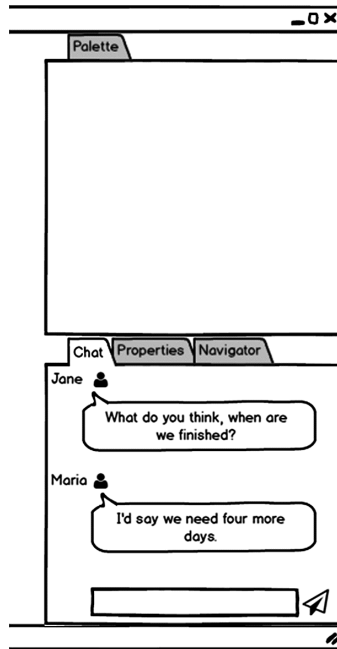 Palette
Chat Properties Navigator
Jane
What do you think, when are
we finished?
Maria
I'd say we need four more
days.